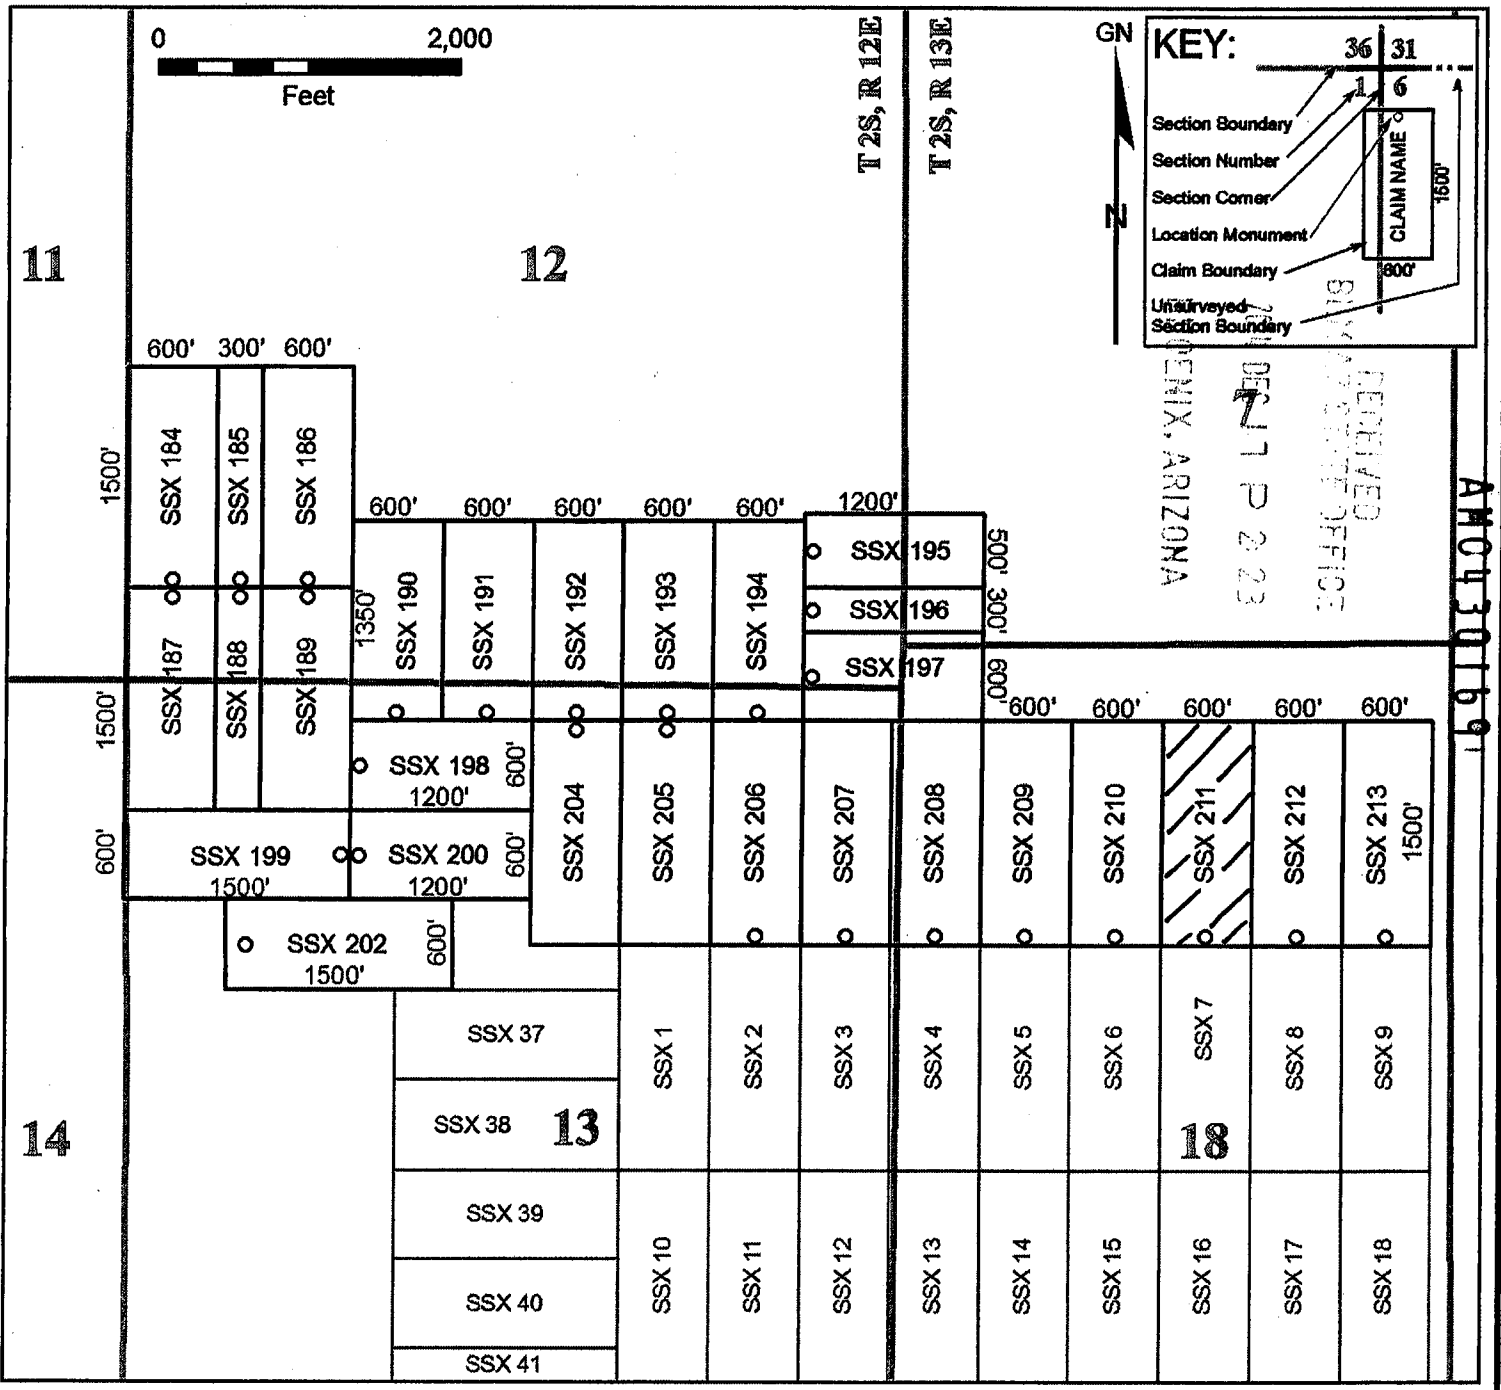 0 2,000
Feet
T 2S, R 12E
T 2S, R 13E
GN
N
KEY:
36 31
1 6
Section Boundary
Section Number
Section Corner
Location Monument
Claim Boundary
Unsurveyed
Section Boundary
CLAIM NAME
1500'
600'
11
12
7
RECEIVED
OFFICE
DEC 17 P 2:23
PHOENIX, ARIZONA
AMC430169
600' 300' 600'
1500'
SSX 184
SSX 185
SSX 186
600' 600' 600' 600' 600' 1200'
1350'
SSX 190
SSX 191
SSX 192
SSX 193
SSX 194
SSX 195
500'
SSX 196
300'
SSX 197
600'
SSX 187
SSX 188
SSX 189
1500'
600' 600' 600' 600' 600'
SSX 198
1200'
600'
SSX 199
1500'
600'
SSX 200
1200'
600'
SSX 204
SSX 205
SSX 206
SSX 207
SSX 208
SSX 209
SSX 210
SSX 211
SSX 212
SSX 213
1500'
SSX 202
1500'
600'
SSX 37
SSX 1
SSX 2
SSX 3
SSX 4
SSX 5
SSX 6
SSX 7
SSX 8
SSX 9
14
SSX 38
13
18
SSX 39
SSX 10
SSX 11
SSX 12
SSX 13
SSX 14
SSX 15
SSX 16
SSX 17
SSX 18
SSX 40
SSX 41